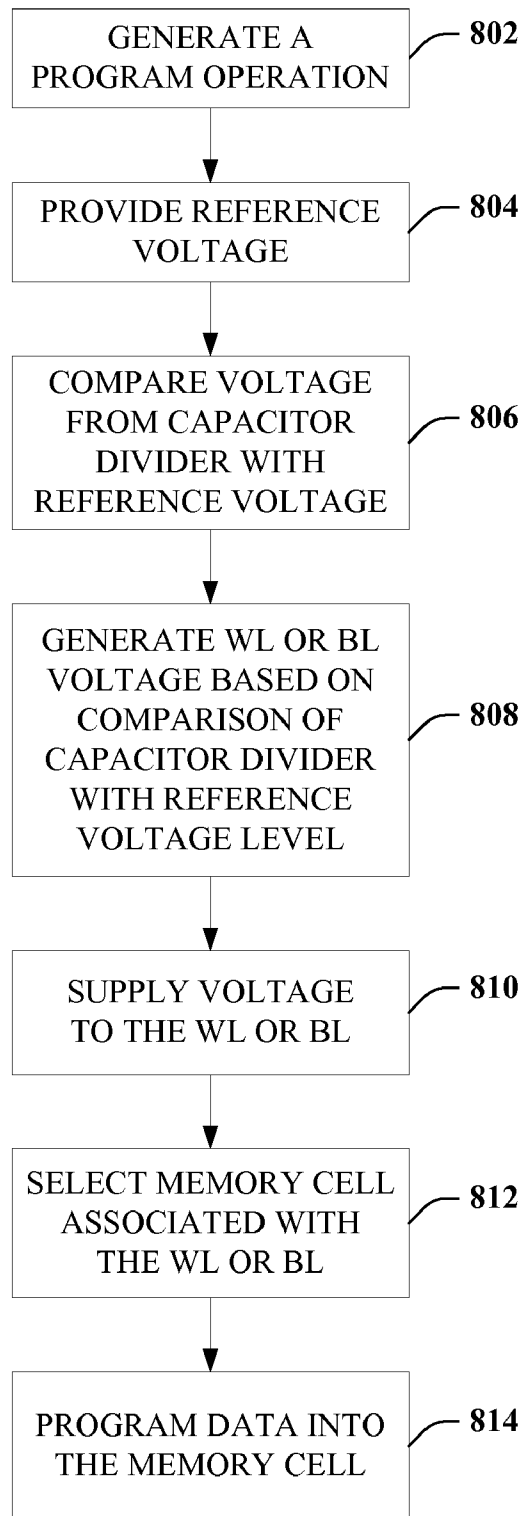 GENERATE A
PROGRAM OPERATION
802
PROVIDE REFERENCE
VOLTAGE
804
COMPARE VOLTAGE
FROM CAPACITOR
DIVIDER WITH
REFERENCE VOLTAGE
806
GENERATE WL OR BL
VOLTAGE BASED ON
COMPARISON OF
CAPACITOR DIVIDER
WITH REFERENCE
VOLTAGE LEVEL
808
SUPPLY VOLTAGE
TO THE WL OR BL
810
SELECT MEMORY CELL
ASSOCIATED WITH
THE WL OR BL
812
PROGRAM DATA INTO
THE MEMORY CELL
814